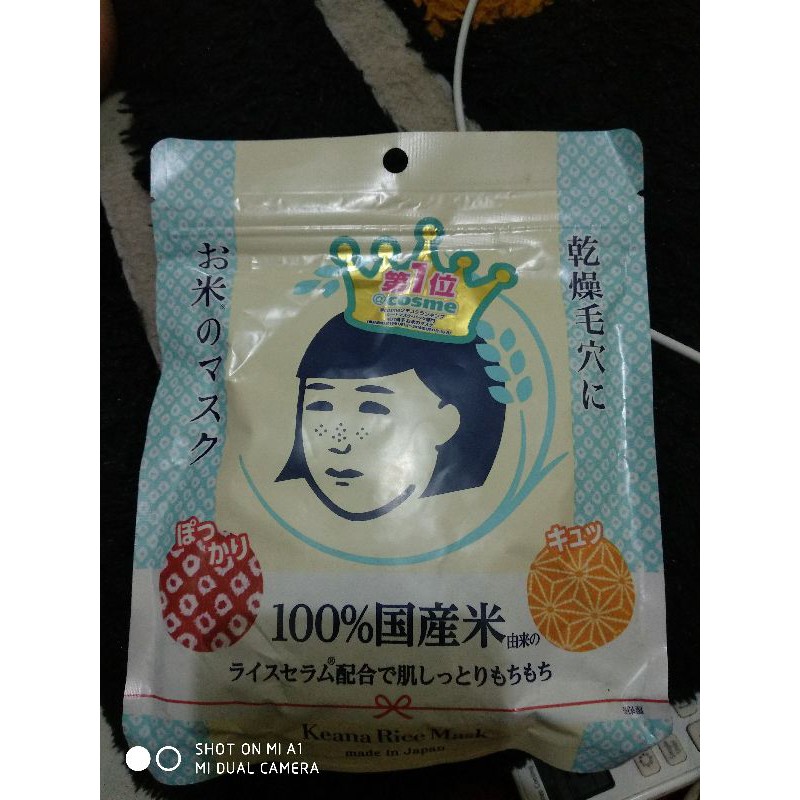 乾燥毛穴に
お米のマスク
第1位
@cosme
ぽっかり
キュッ
100%国産米由来の
ライスセラム®配合で肌しっとりもちもち
Keana Rice Mask
made in Japan
SHOT ON MI A1
MI DUAL CAMERA